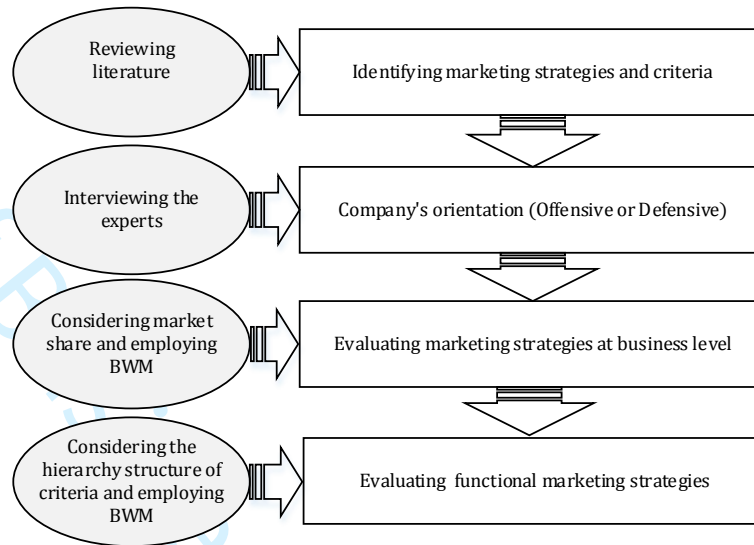 Reviewing
literature
Identifying marketing strategies and criteria
Interviewing the
experts
Company's orientation (Offensive or Defensive)
Considering market
share and employing
BWM
Evaluating marketing strategies at business level
Considering the
hierarchy structure of
criteria and employing
BWM
Evaluating functional marketing strategies